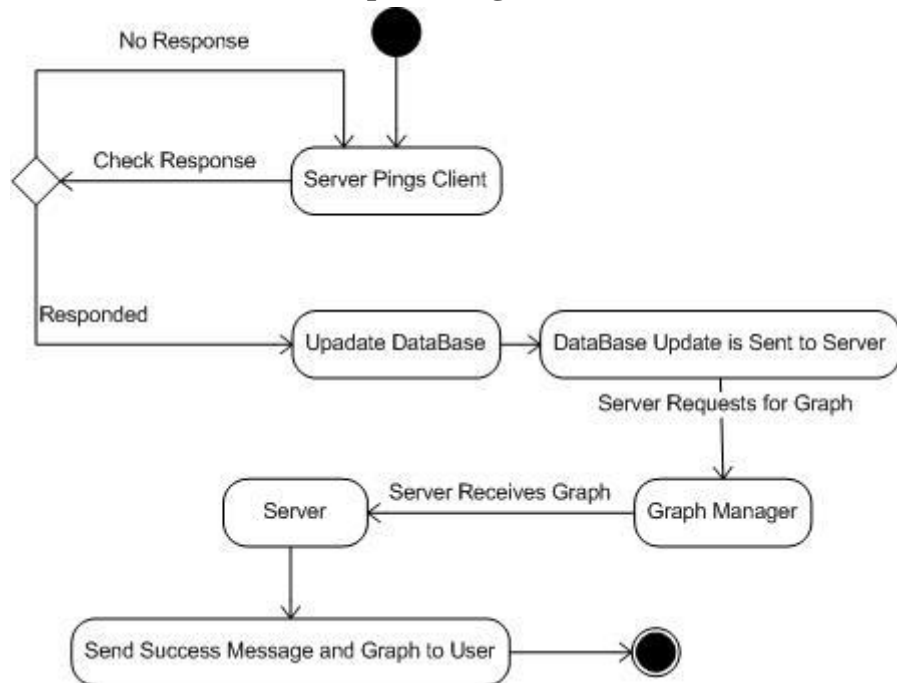 No Response
Check Response
Server Pings Client
Responded
Upadate DataBase
DataBase Update is Sent to Server
Server Requests for Graph
Server Receives Graph
Server
Graph Manager
Send Success Message and Graph to User